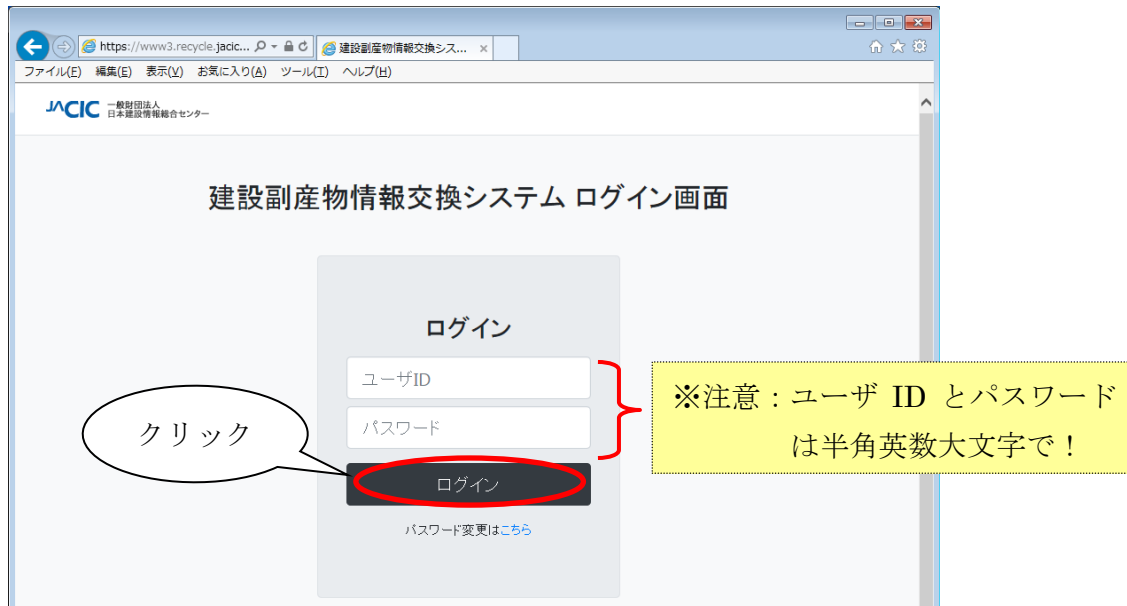 https://www3.recycle.jacic...
建設副産物情報交換シス... ×
ファイル(F) 編集(E) 表示(V) お気に入り(A) ツール(T) ヘルプ(H)
JACIC 一般財団法人
日本建設情報総合センター
建設副産物情報交換システム ログイン画面
ログイン
ユーザID
パスワード
※注意：ユーザ ID とパスワード
は半角英数大文字で！
クリック
ログイン
パスワード変更はこちら